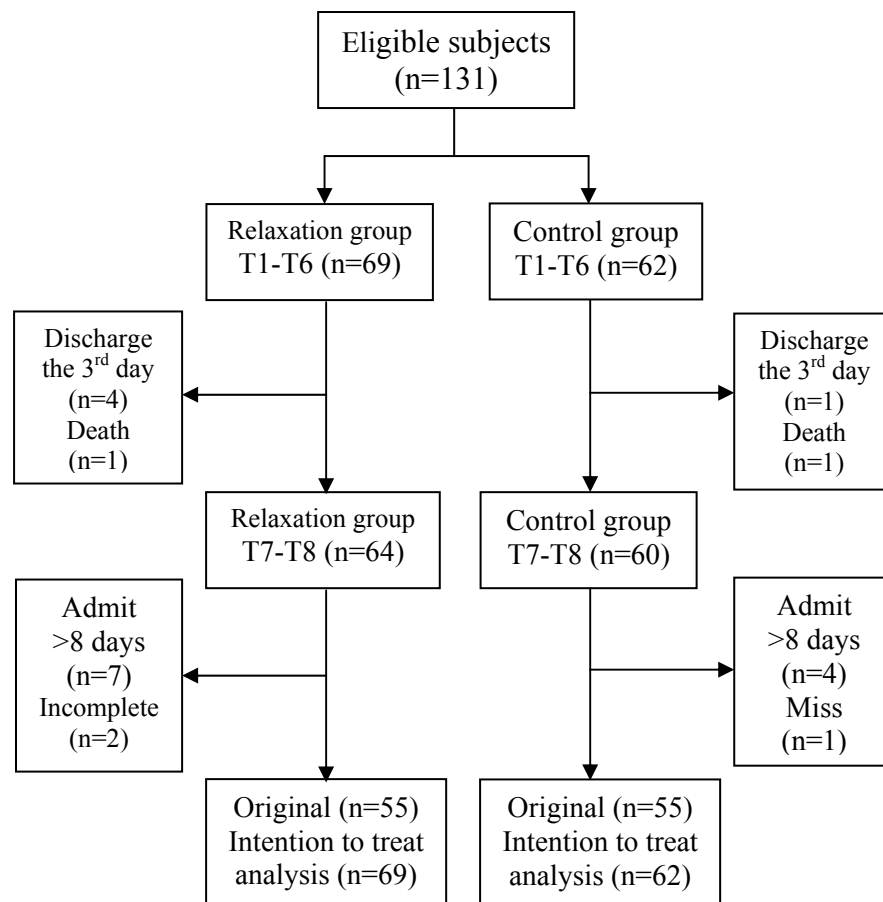 Eligible subjects
(n=131)
Relaxation group
T1-T6 (n=69)
Control group
T1-T6 (n=62)
Discharge
the 3rd day
(n=4)
Death
(n=1)
Discharge
the 3rd day
(n=1)
Death
(n=1)
Relaxation group
T7-T8 (n=64)
Control group
T7-T8 (n=60)
Admit
>8 days
(n=7)
Incomplete
(n=2)
Admit
>8 days
(n=4)
Miss
(n=1)
Original (n=55)
Intention to treat
analysis (n=69)
Original (n=55)
Intention to treat
analysis (n=62)